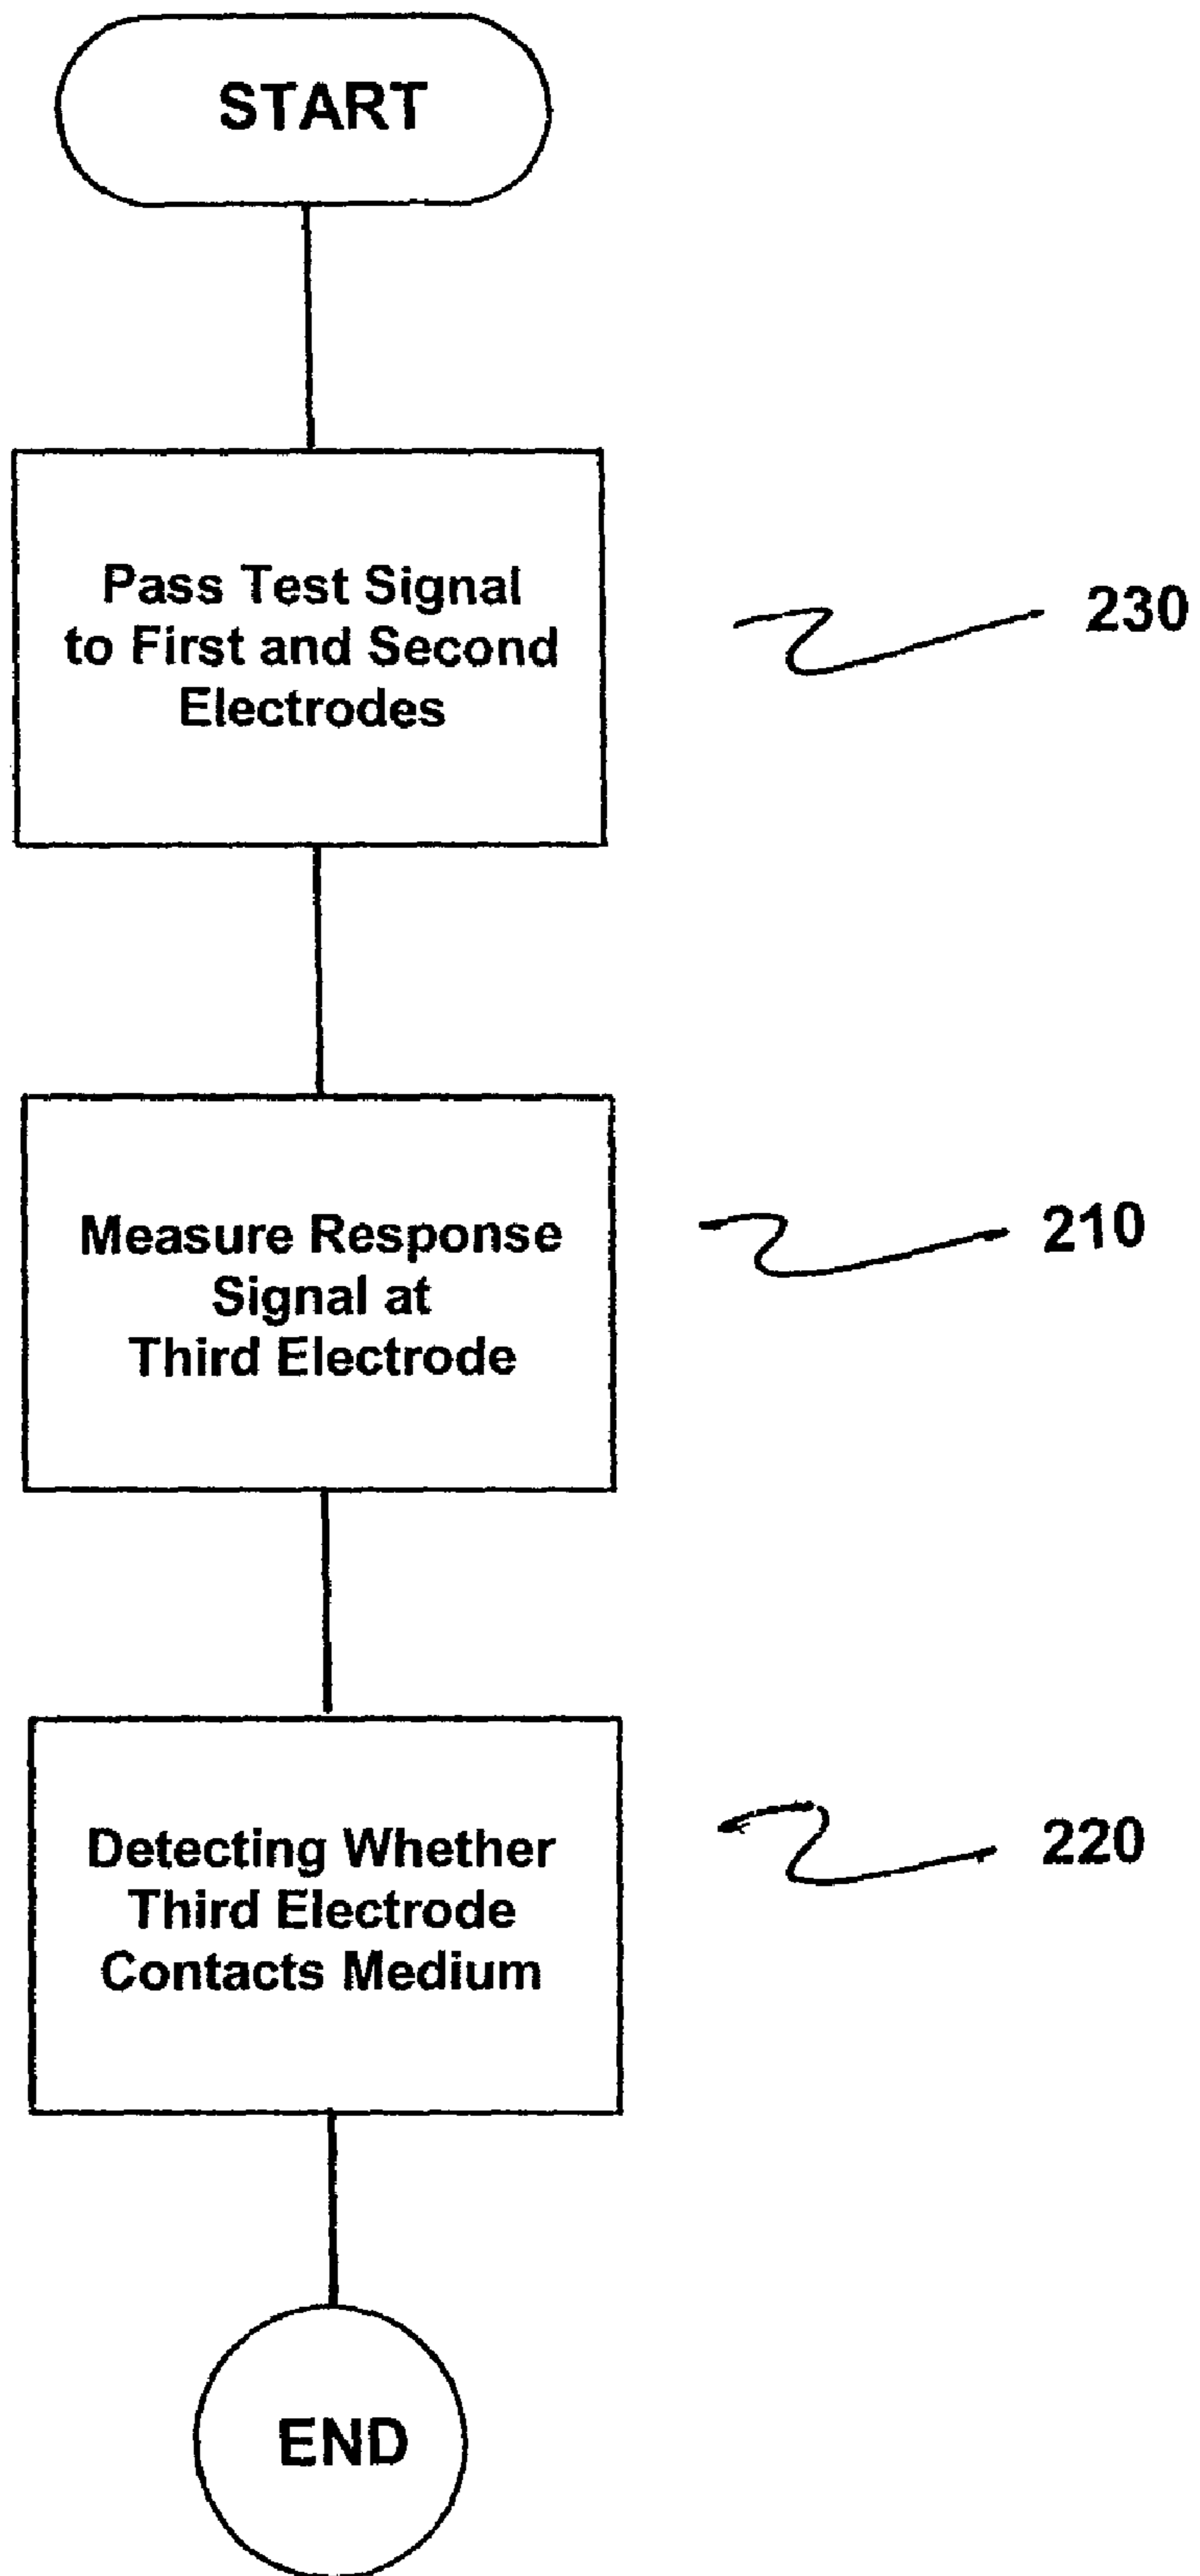 START
Pass Test Signal
to First and Second
Electrodes
230
Measure Response
Signal at
Third Electrode
210
Detecting Whether
Third Electrode
Contacts Medium
220
END